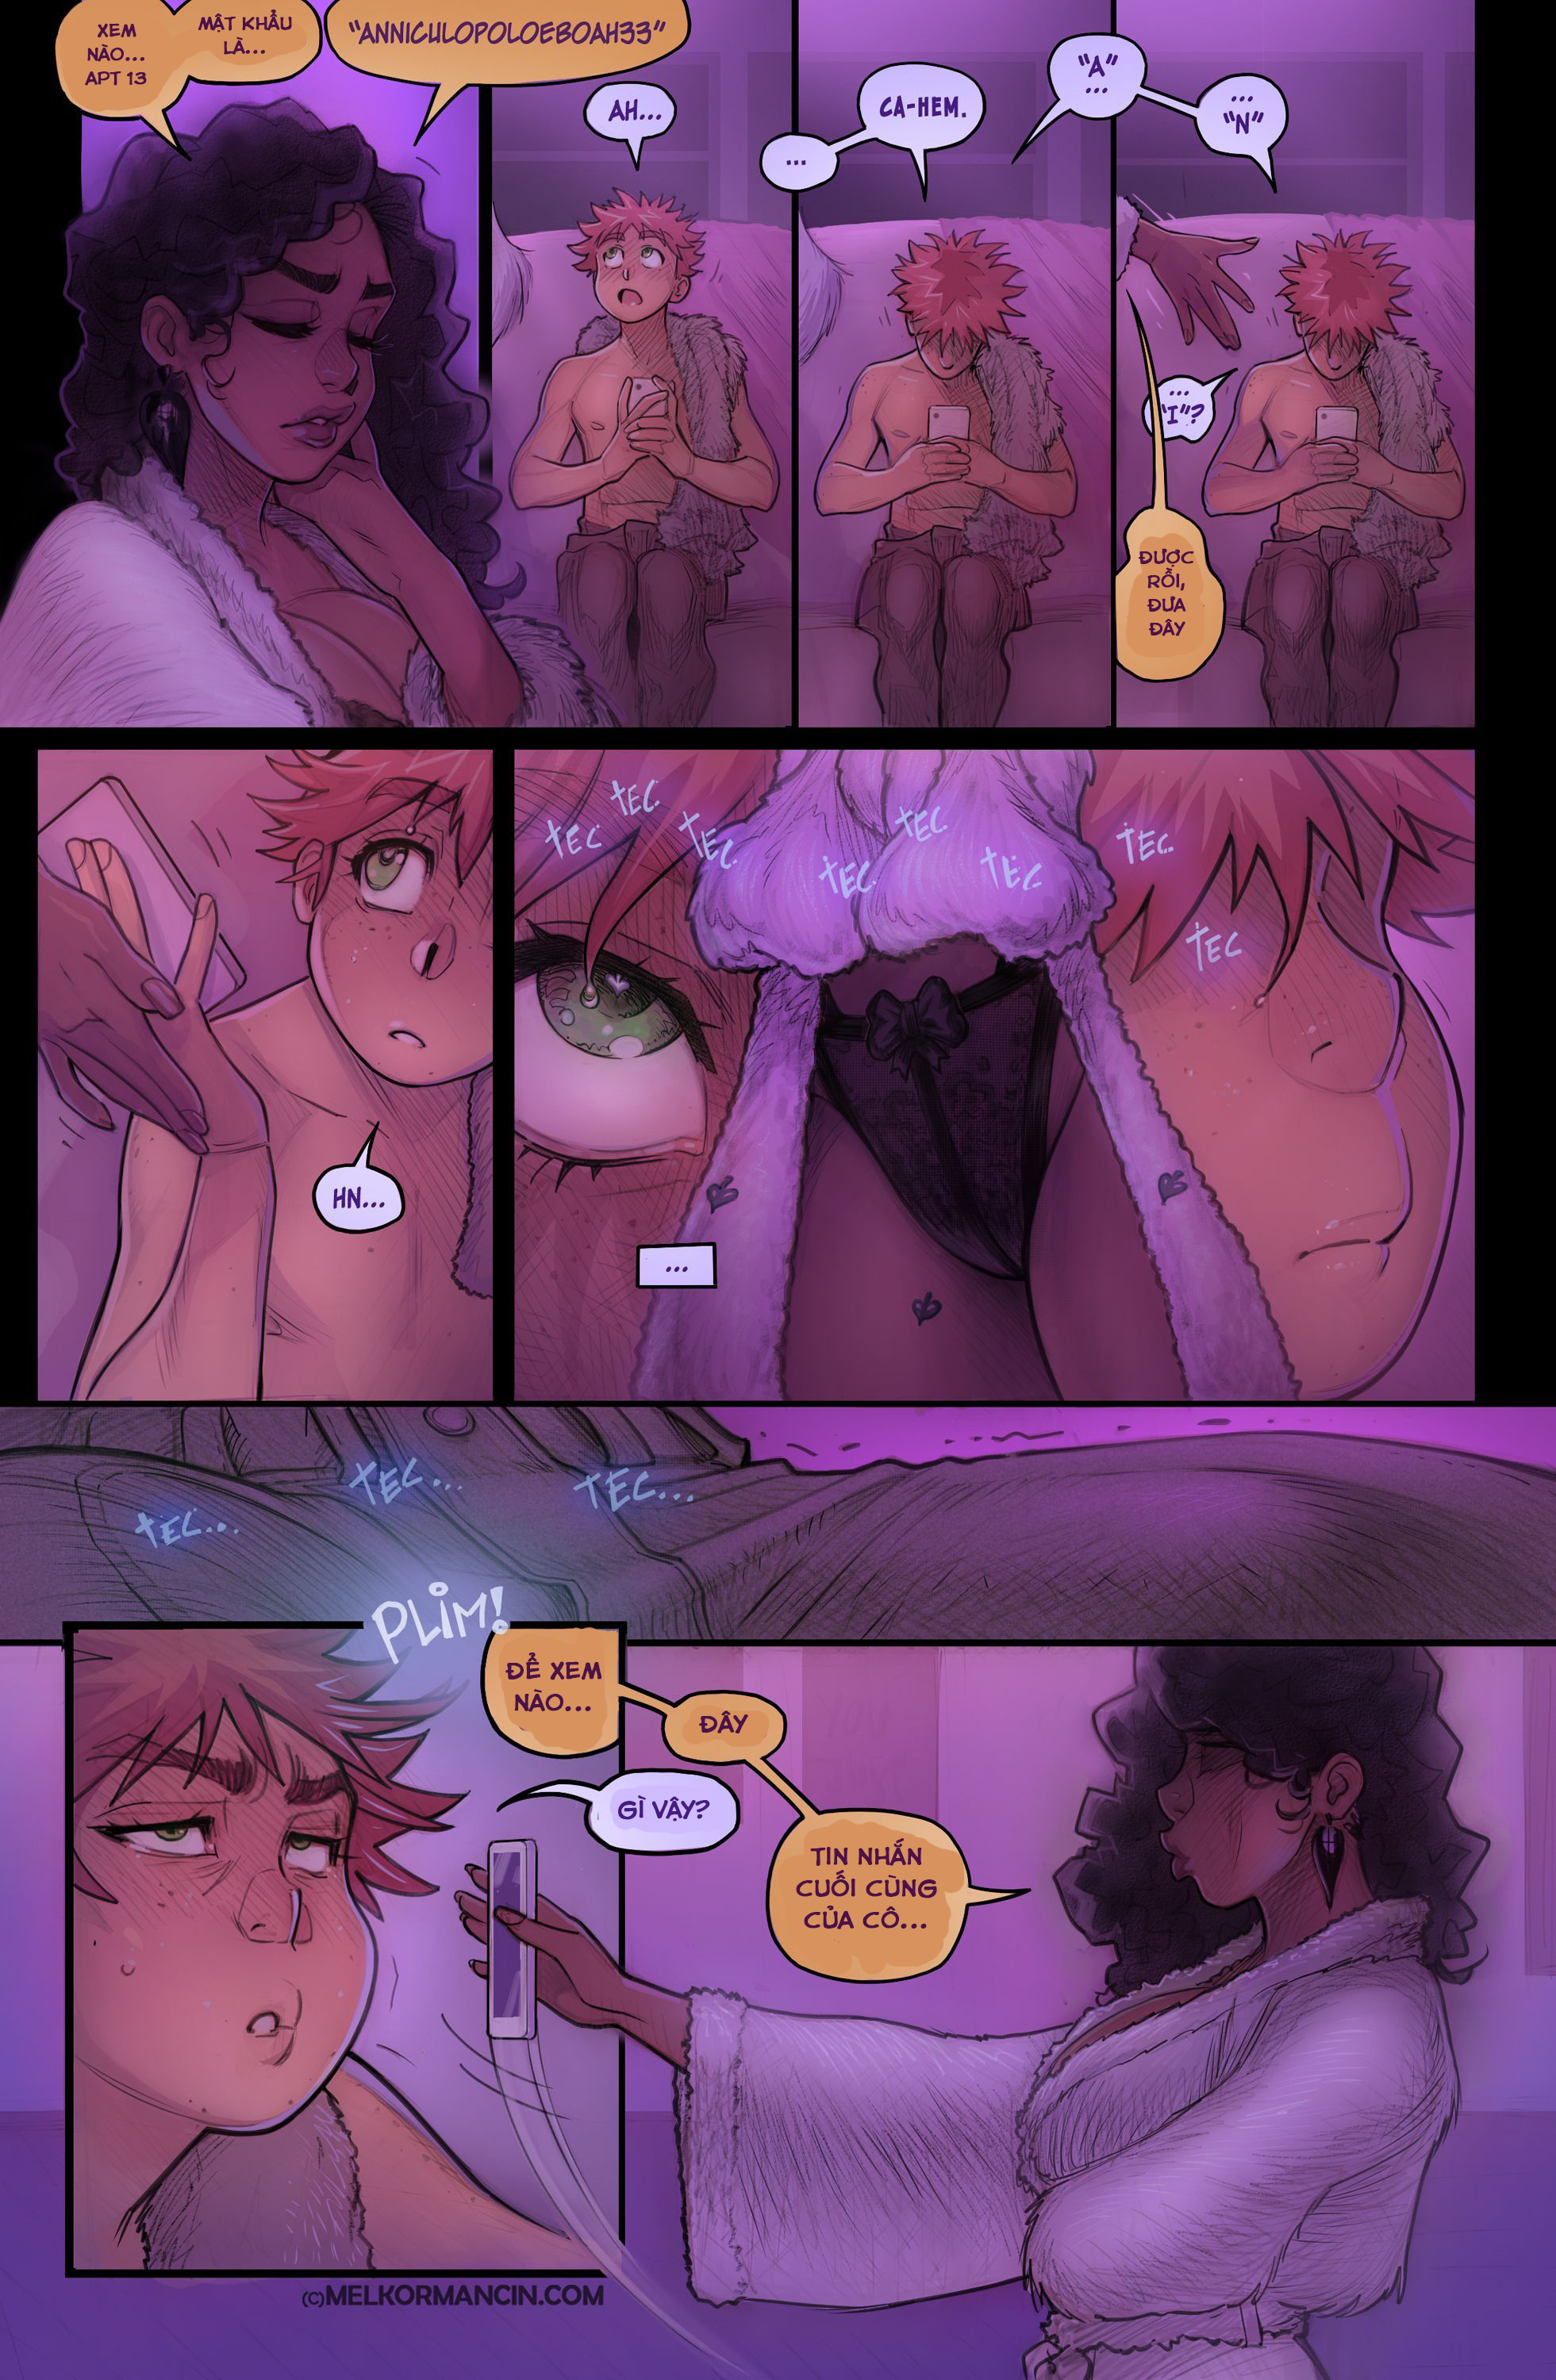 XEM
NÀO...
APT 13
MẬT KHẨU
LÀ...
"ANNICULOPOLOEBOAH33"
AH...
...
CA-HEM.
"A"
...
...
"N"
...
"I"?
ĐƯỢC
RỒI,
ĐƯA
ĐÂY
HN...
TEC
TEC.
TEC.
TEC.
TEC.
TEC
TEC.
TEC
...
TEC...
TEC...
TEC...
PLIM!
ĐỂ XEM
NÀO...
ĐÂY
GÌ VẬY?
TIN NHẮN
CUỐI CÙNG
CỦA CÔ...
(C)MELKORMANCIN.COM